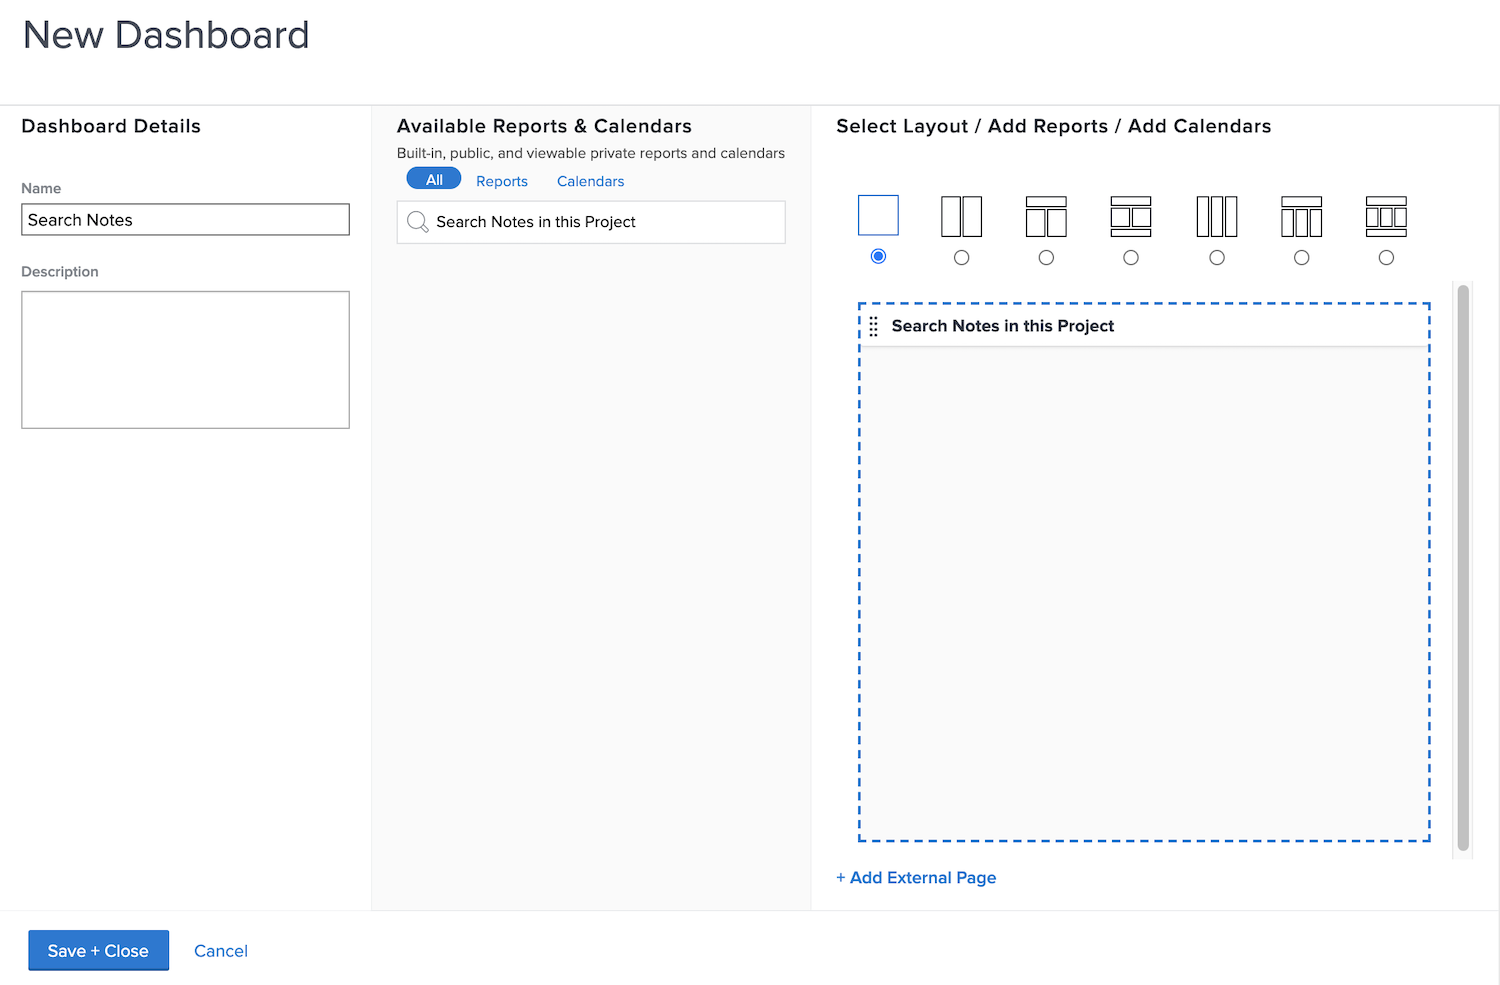 New Dashboard
Dashboard Details
Name
Search Notes
Description
Available Reports & Calendars
Built-in, public, and viewable private reports and calendars
All Reports Calendars
Search Notes in this Project
Select Layout / Add Reports / Add Calendars
Search Notes in this Project
+ Add External Page
Save + Close Cancel